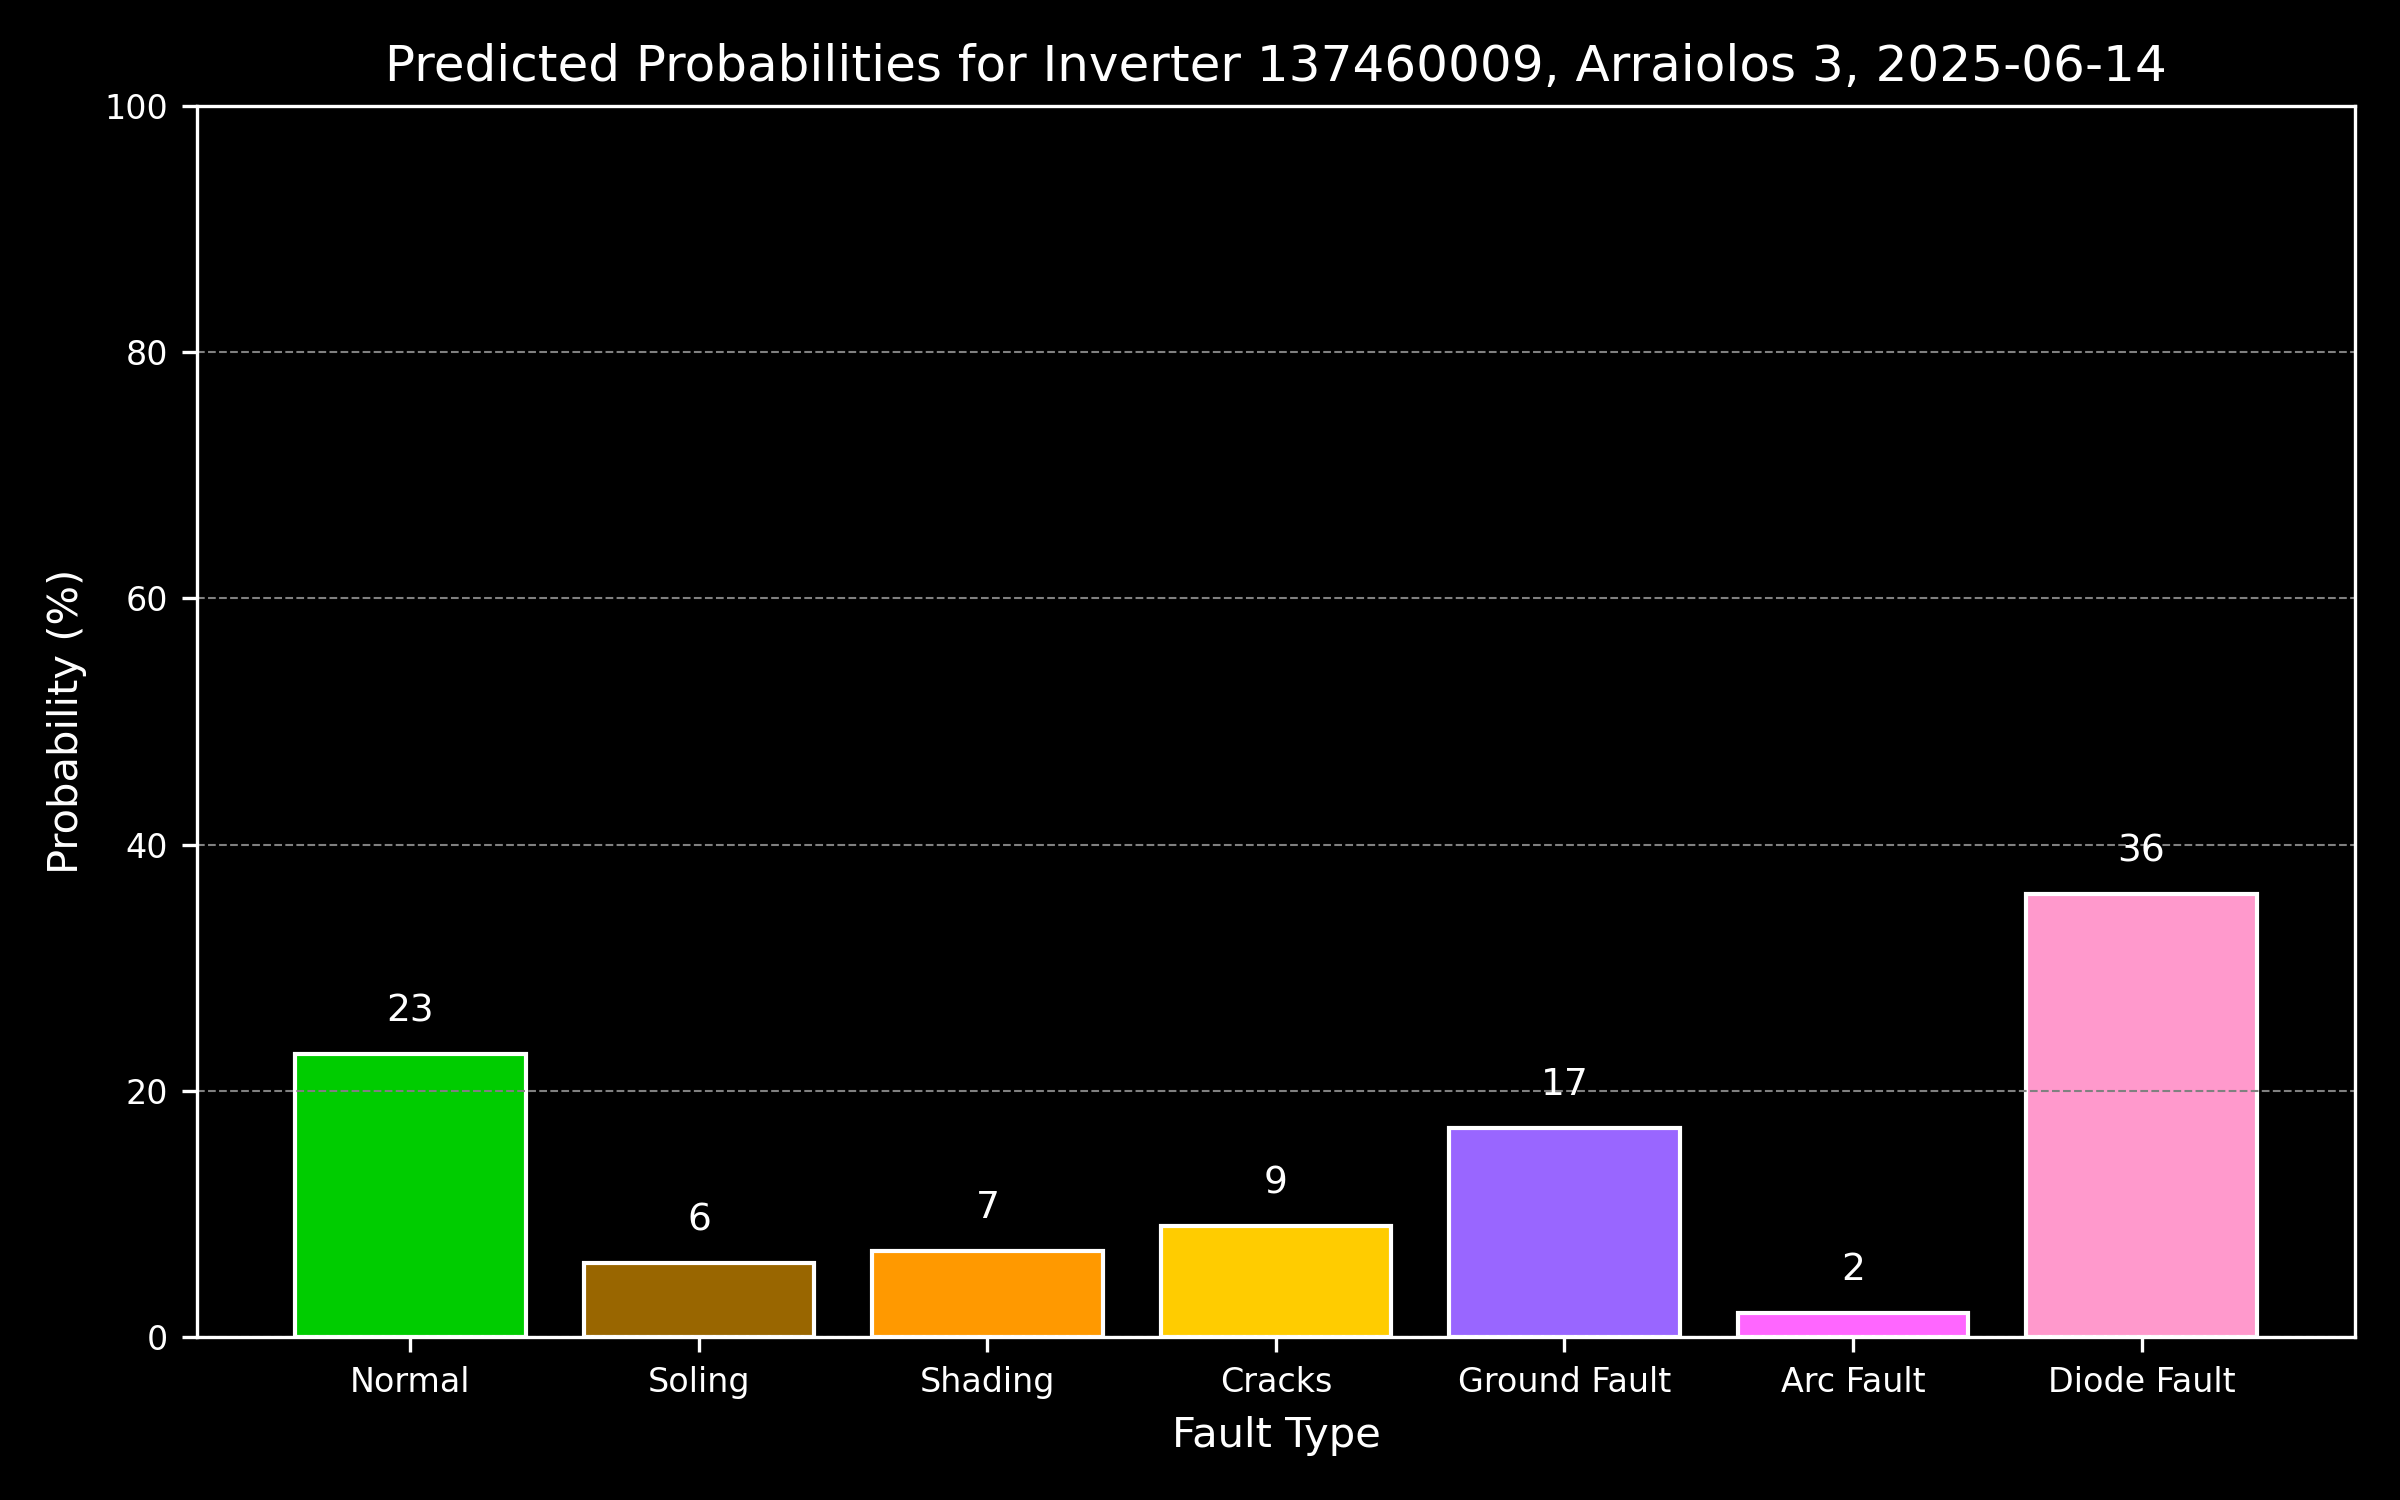 Predicted Probabilities for Inverter 137460009, Arraiolos 3, 2025-06-14
100
80
60
40
20
0
Probability (%)
23
6
7
9
17
2
36
Normal
Soling
Shading
Cracks
Ground Fault
Arc Fault
Diode Fault
Fault Type